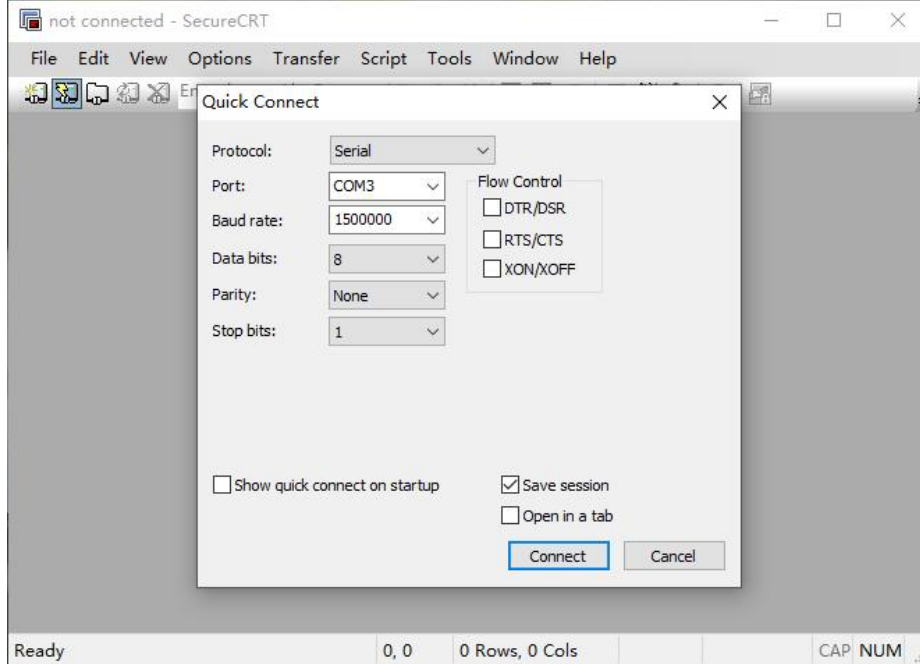 not connected - SecureCRT
File Edit View Options Transfer Script Tools Window Help
Quick Connect
Protocol: Serial
Port: COM3
Flow Control
DTR/DSR
Baud rate: 1500000
RTS/CTS
Data bits: 8
XON/XOFF
Parity: None
Stop bits: 1
Show quick connect on startup
Save session
Open in a tab
Connect Cancel
Ready 0, 0 0 Rows, 0 Cols CAP NUM